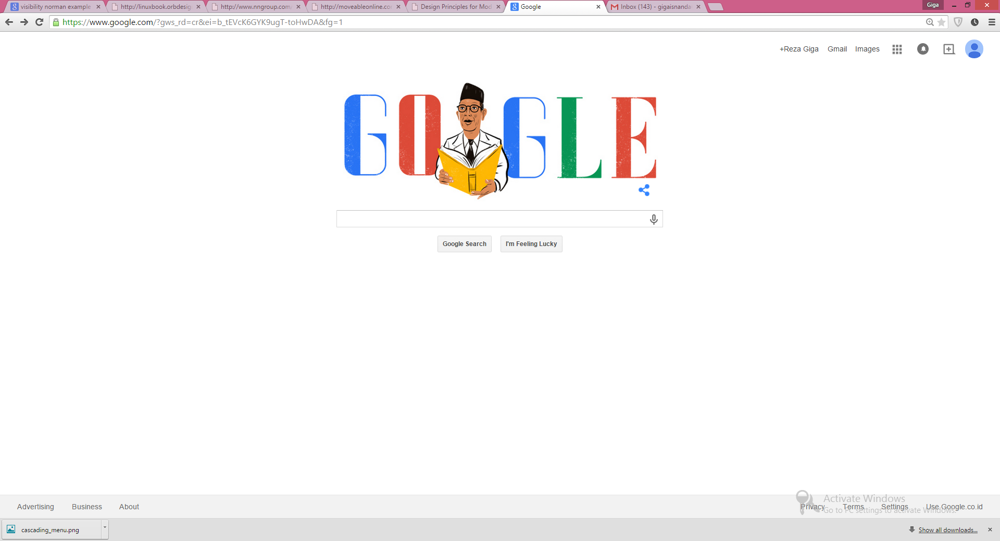 visibility norman example
http://linuxbook.orbdesig
http://www.nngroup.com/
http://moveableonline.co
Design Principles for Mod
Google
Inbox (143) - gigaisnanda
Giga
https://www.google.com/?gws_rd=cr&ei=b_tEVcK6GYK9ugT-toHwDA&fg=1
+Reza Giga Gmail Images
GOGLE
Google Search I'm Feeling Lucky
Advertising Business About
Activate Windows
Privacy Terms Settings Use Google.co.id
Go to PC settings to activate Windows.
cascading_menu.png
Show all downloads...